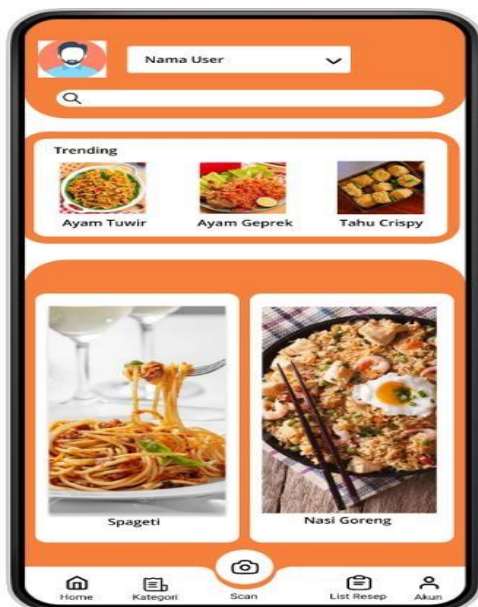 Nama User
Trending
Ayam Tuwir
Ayam Geprek
Tahu Crispy
Spageti
Nasi Goreng
Home
Kategori
Scan
List Resep
Akun